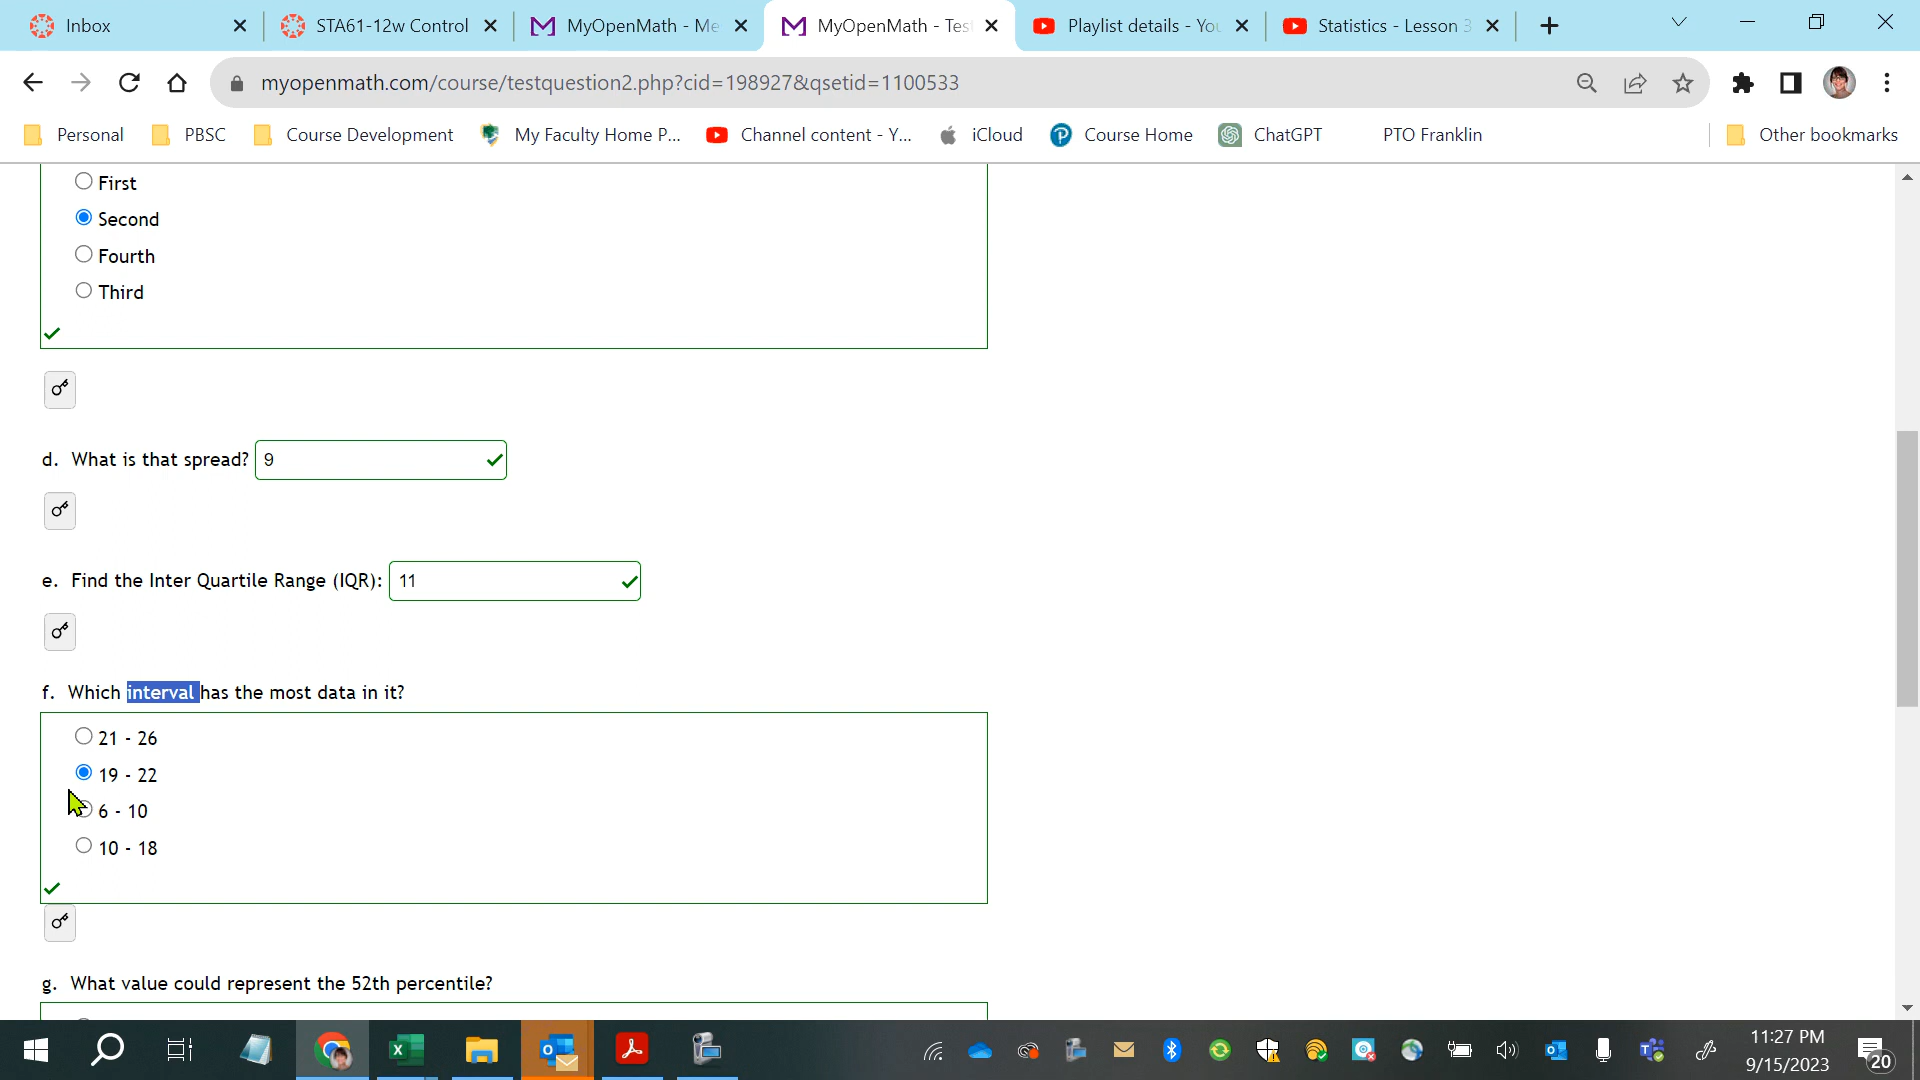 Inbox
STA61-12w Control
MyOpenMath - Me
MyOpenMath - Test
Playlist details - You
Statistics - Lesson 3
myopenmath.com/course/testquestion2.php?cid=198927&qsetid=1100533
Personal
PBSC
Course Development
My Faculty Home P...
Channel content - Y...
iCloud
Course Home
ChatGPT
PTO Franklin
Other bookmarks
First
Second
Fourth
Third
d. What is that spread? 9
e. Find the Inter Quartile Range (IQR): 11
f. Which interval has the most data in it?
21 - 26
19 - 22
6 - 10
10 - 18
g. What value could represent the 52th percentile?
11:27 PM
9/15/2023
20